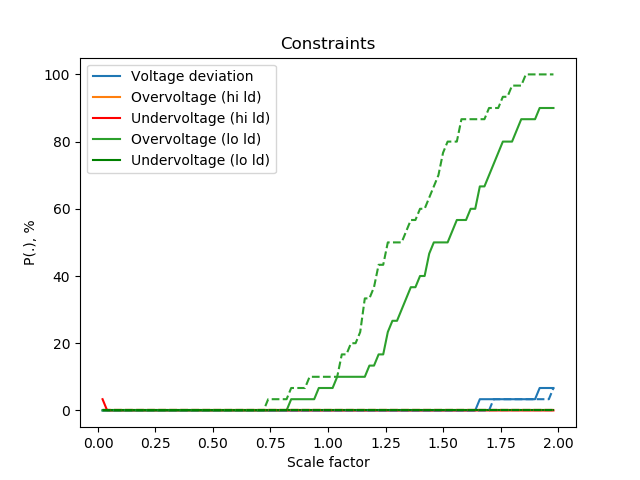 Constraints
Voltage deviation
Overvoltage (hi ld)
Undervoltage (hi ld)
Overvoltage (lo ld)
Undervoltage (lo ld)
P(.), %
100
80
60
40
20
0
0.00 0.25 0.50 0.75 1.00 1.25 1.50 1.75 2.00
Scale factor